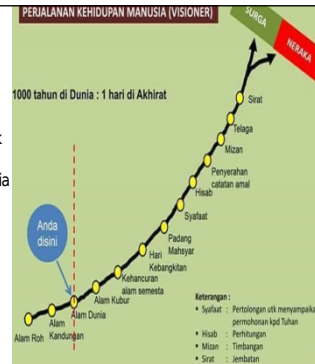 PERJALANAN KEHIDUPAN MANUSIA (VISIONER)
SURGA
NERAKA
1000 tahun di Dunia : 1 hari di Akhirat
Sirat
Telaga
Mizan
Penyerahan
catatan amal
Hisab
Syafaat
Padang
Mahsyar
Hari
Kebangkitan
Kehancuran
alam semesta
Alam Kubur
Alam Dunia
Alam
Kandungan
Alam Roh
Anda
disini
Keterangan :
• Syafaat : Pertolongan utk menyampaika
permohonan kpd Tuhan
• Hisab : Perhitungan
• Mizan : Timbangan
• Sirat : Jembatan